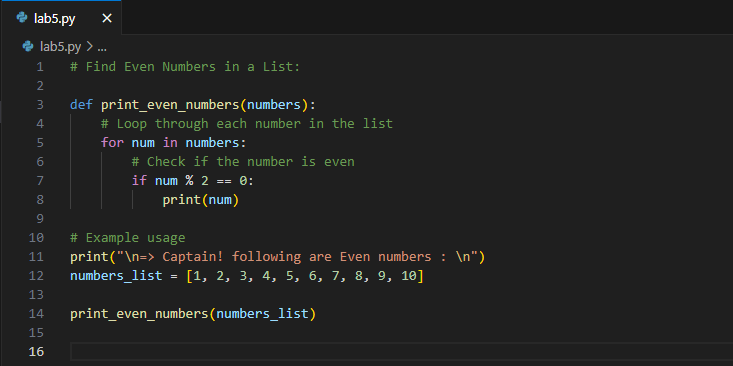 lab5.py ×
lab5.py > ...
1 # Find Even Numbers in a List:
2
3 def print_even_numbers(numbers):
4     # Loop through each number in the list
5     for num in numbers:
6         # Check if the number is even
7         if num % 2 == 0:
8             print(num)
9
10 # Example usage
11 print("\n=> Captain! following are Even numbers : \n")
12 numbers_list = [1, 2, 3, 4, 5, 6, 7, 8, 9, 10]
13
14 print_even_numbers(numbers_list)
15
16